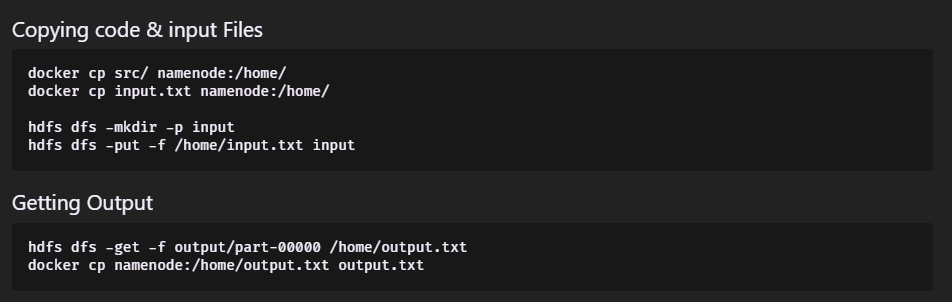 Copying code & input Files
docker cp src/ namenode:/home/
docker cp input.txt namenode:/home/
hdfs dfs -mkdir -p input
hdfs dfs -put -f /home/input.txt input
Getting Output
hdfs dfs -get -f output/part-00000 /home/output.txt
docker cp namenode:/home/output.txt output.txt